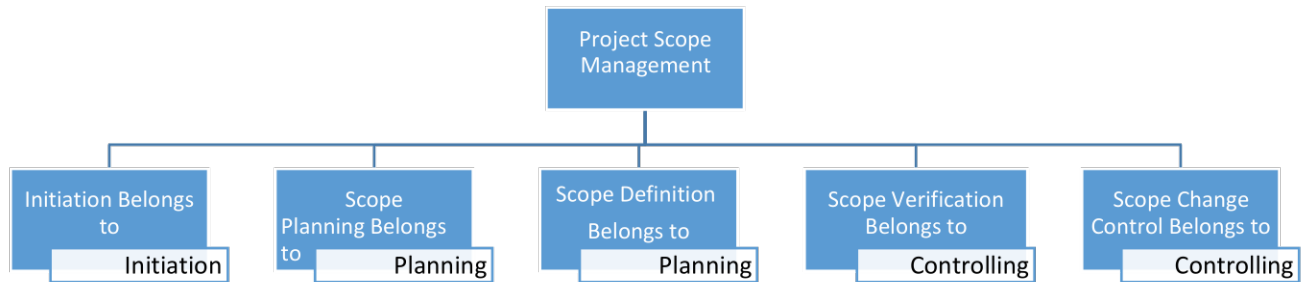 Project Scope
Management
Initiation Belongs
to
Initiation
Scope
Planning Belongs
to
Planning
Scope Definition
Belongs to
Planning
Scope Verification
Belongs to
Controlling
Scope Change
Control Belongs to
Controlling